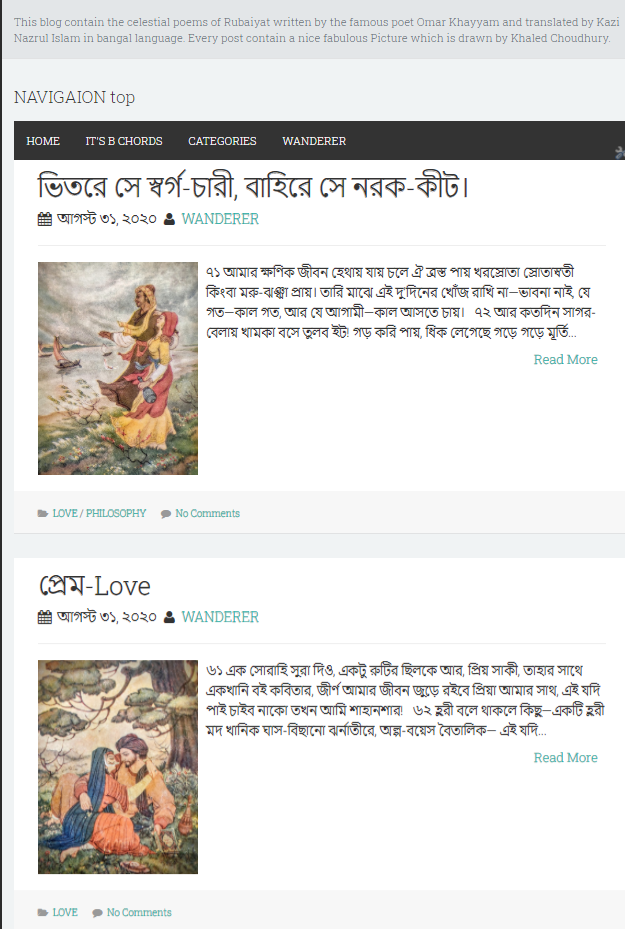 This blog contain the celestial poems of Rubaiyat written by the famous poet Omar Khayyam and translated by Kazi
Nazrul Islam in bangal language. Every post contain a nice fabulous Picture which is drawn by Khaled Choudhury.
NAVIGAION top
HOME IT'S B CHORDS CATEGORIES WANDERER
ভিতরে সে স্বর্গ-চারী, বাহিরে সে নরক-কীট।
আগস্ট ৩১, ২০২০ WANDERER
৭১ আমার ক্ষণিক জীবন হেথায় যায় চলে ঐ ত্রস্ত পায় খরস্রোতা স্রোতাস্বতী
কিংবা মরু-ঝঞ্ঝা প্রায়। তারি মাঝে এই দু'দিনের খোঁজ রাখি না—ভাবনা নাই, যে
গত—কাল গত, আর যে আগামী—কাল আসতে চায়। ৭২ আর কতদিন সাগর-
বেলায় খামকা বসে তুলব ইট! গড় করি পায়, ধিক লেগেছে গড়ে গড়ে মূর্তি...
Read More
LOVE / PHILOSOPHY No Comments
প্রেম-Love
আগস্ট ৩১, ২০২০ WANDERER
৬১ এক সোরাহি সুরা দিও, একটু রুটির ছিলকে আর, প্রিয় সাকী, তাহার সাথে
একখানি বই কবিতার, জীর্ণ আমার জীবন জুড়ে রইবে প্রিয়া আমার সাথ, এই যদি
পাই চাইব নাকো তখন আমি শাহানশার! ৬২ হুরী বলে থাকলে কিছু—একটি হুরী
মদ খানিক ঘাস-বিছানো ঝর্নাতীরে, অল্প-বয়েস বৈতালিক— এই যদি...
Read More
LOVE No Comments